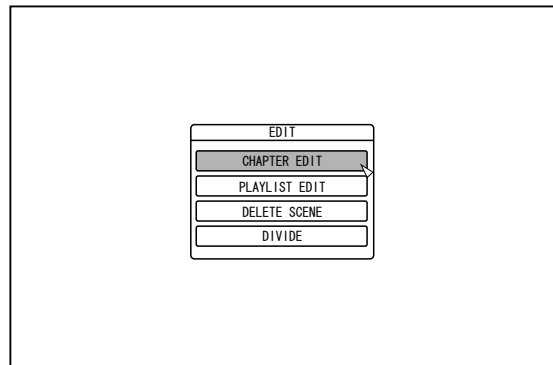 EDIT
CHAPTER EDIT
PLAYLIST EDIT
DELETE SCENE
DIVIDE